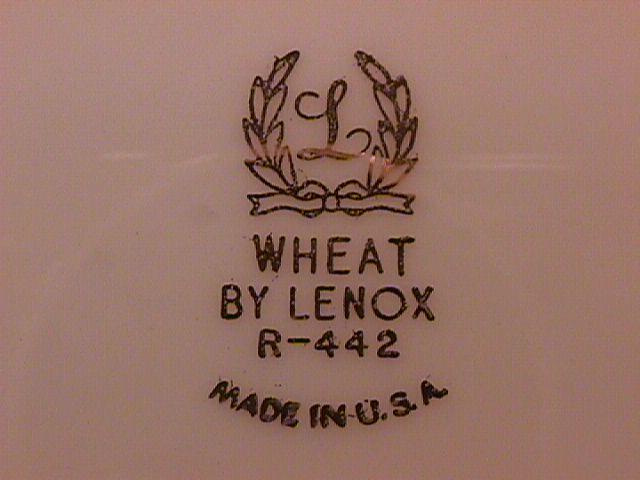 L
WHEAT
BY LENOX
R-442
MADE IN U.S.A.